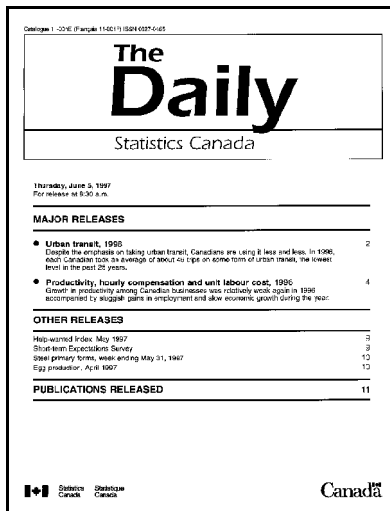 Catalogue 11-001E (Français 11-001F) ISSN 0827-0465
The
Daily
Statistics Canada
Thursday, June 5, 1997
For release at 8:30 a.m.
MAJOR RELEASES
● Urban transit, 1996 2
Despite the emphasis on taking urban transit, Canadians are using it less and less. In 1996,
each Canadian took an average of about 48 trips on some form of urban transit, the lowest
level in the past 25 years.
● Productivity, hourly compensation and unit labour cost, 1996 4
Growth in productivity among Canadian businesses was relatively weak again in 1996
accompanied by sluggish gains in employment and slow economic growth during the year.
OTHER RELEASES
Help-wanted Index, May 1997 9
Short-term Expectations Survey 9
Steel primary forms, week ending May 31, 1997 10
Egg production, April 1997 10
PUBLICATIONS RELEASED 11
Statistics Statistique
Canada Canada
Canada